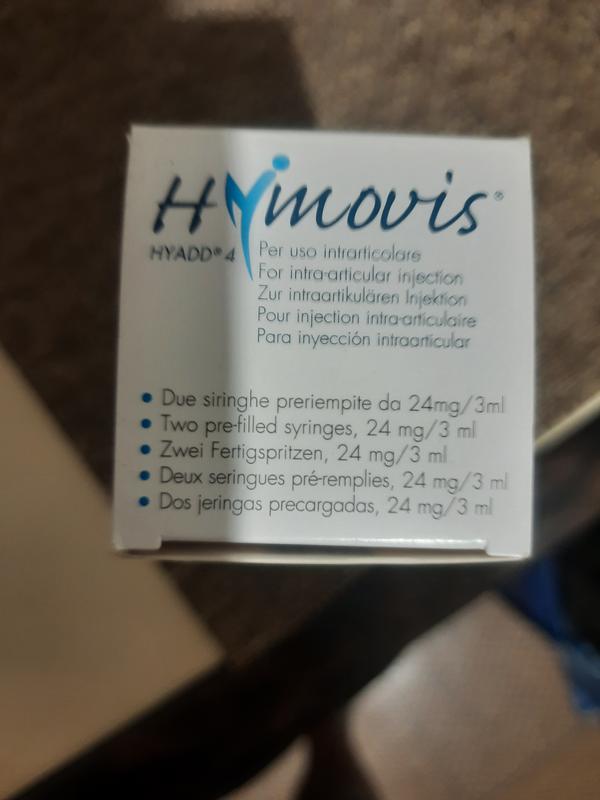 Hymovis®
HYADD®4
Per uso intrarticolare
For intra-articular injection
Zur intraartikulären Injektion
Pour injection intra-articulaire
Para inyección intraarticular
• Due siringhe preriempite da 24mg/3ml
• Two pre-filled syringes, 24 mg/3 ml
• Zwei Fertigspritzen, 24 mg/3 ml
• Deux seringues pré-remplies, 24 mg/3 ml
• Dos jeringas precargadas, 24 mg/3 ml